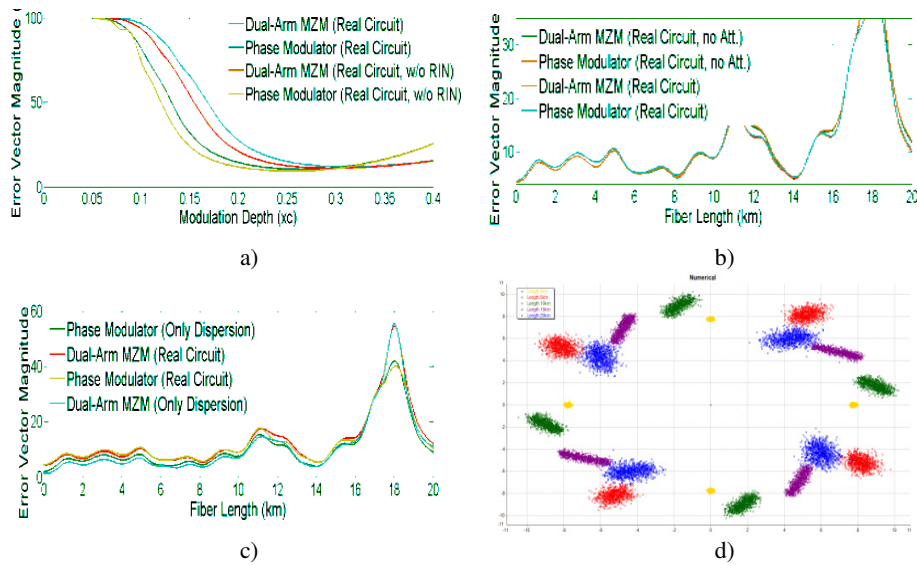 100
50
0
0
0.05
0.1
0.15
0.2
0.25
0.3
0.35
0.4
Error Vector Magnitude (
Modulation Depth (xc)
Dual-Arm MZM (Real Circuit)
Phase Modulator (Real Circuit)
Dual-Arm MZM (Real Circuit, w/o RIN)
Phase Modulator (Real Circuit, w/o RIN)
a)
30
20
10
0 2 4 6 8 10 12 14 16 18 20
Error Vector Magnitude
Fiber Length (km)
Dual-Arm MZM (Real Circuit, no Att.)
Phase Modulator (Real Circuit, no Att.)
Dual-Arm MZM (Real Circuit)
Phase Modulator (Real Circuit)
b)
60
40
20
0
0 2 4 6 8 10 12 14 16 18 20
Error Vector Magnitude
Fiber Length (km)
Phase Modulator (Only Dispersion)
Dual-Arm MZM (Real Circuit)
Phase Modulator (Real Circuit)
Dual-Arm MZM (Only Dispersion)
c)
Numerical
d)